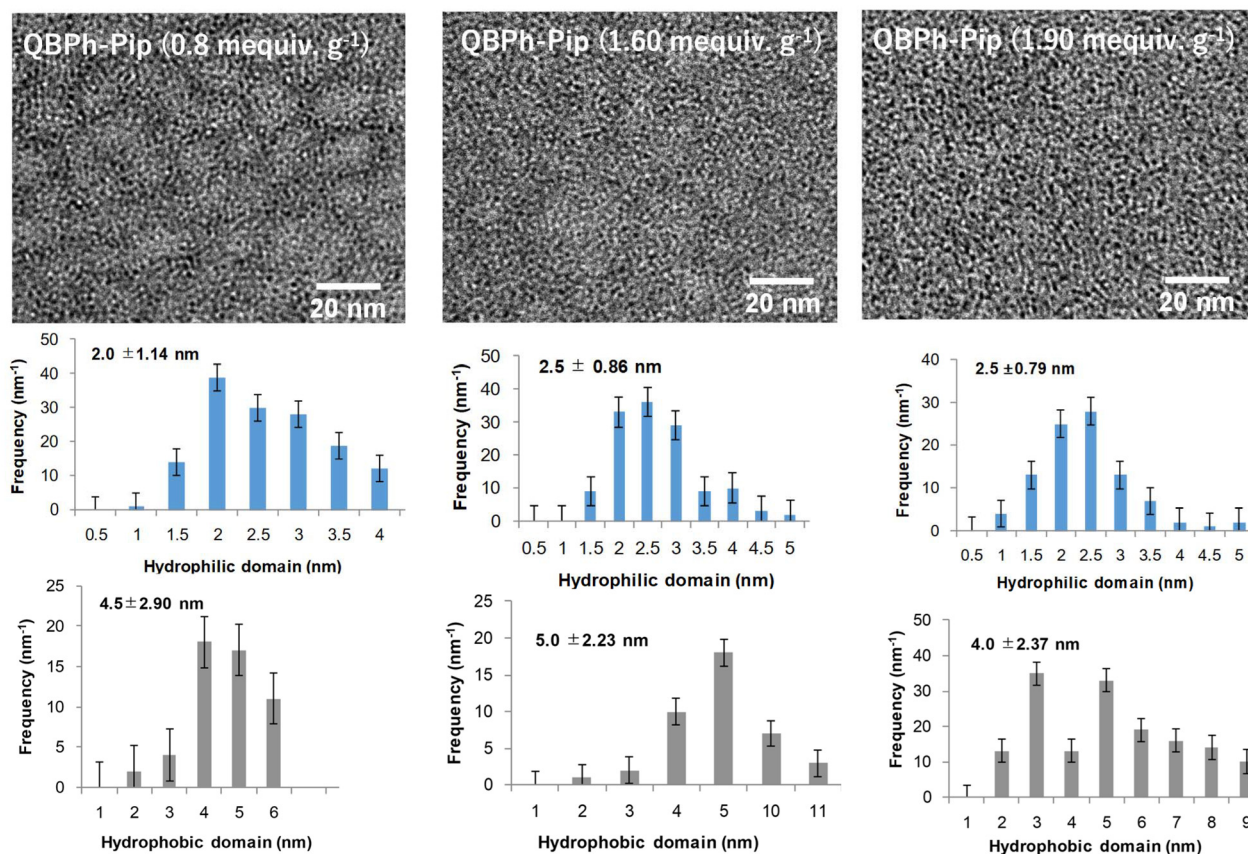 QBPh-Pip (0.8 mequiv. g-1)
QBPh-Pip (1.60 mequiv. g-1)
QBPh-Pip (1.90 mequiv. g-1)
20 nm
20 nm
20 nm
2.0 ±1.14 nm
Frequency (nm-1)
50
40
30
20
10
0
0.5 1 1.5 2 2.5 3 3.5 4
Hydrophilic domain (nm)
2.5 ± 0.86 nm
Frequency (nm-1)
50
40
30
20
10
0
0.5 1 1.5 2 2.5 3 3.5 4 4.5 5
Hydrophilic domain (nm)
2.5 ±0.79 nm
Frequency (nm-1)
40
30
20
10
0
0.5 1 1.5 2 2.5 3 3.5 4 4.5 5
Hydrophilic domain (nm)
4.5±2.90 nm
Frequency (nm-1)
25
20
15
10
5
0
1 2 3 4 5 6
Hydrophobic domain (nm)
5.0 ±2.23 nm
Frequency (nm-1)
25
20
15
10
5
0
1 2 3 4 5 10 11
Hydrophobic domain (nm)
4.0 ±2.37 nm
Frequency (nm-1)
50
40
30
20
10
0
1 2 3 4 5 6 7 8 9
Hydrophobic domain (nm)